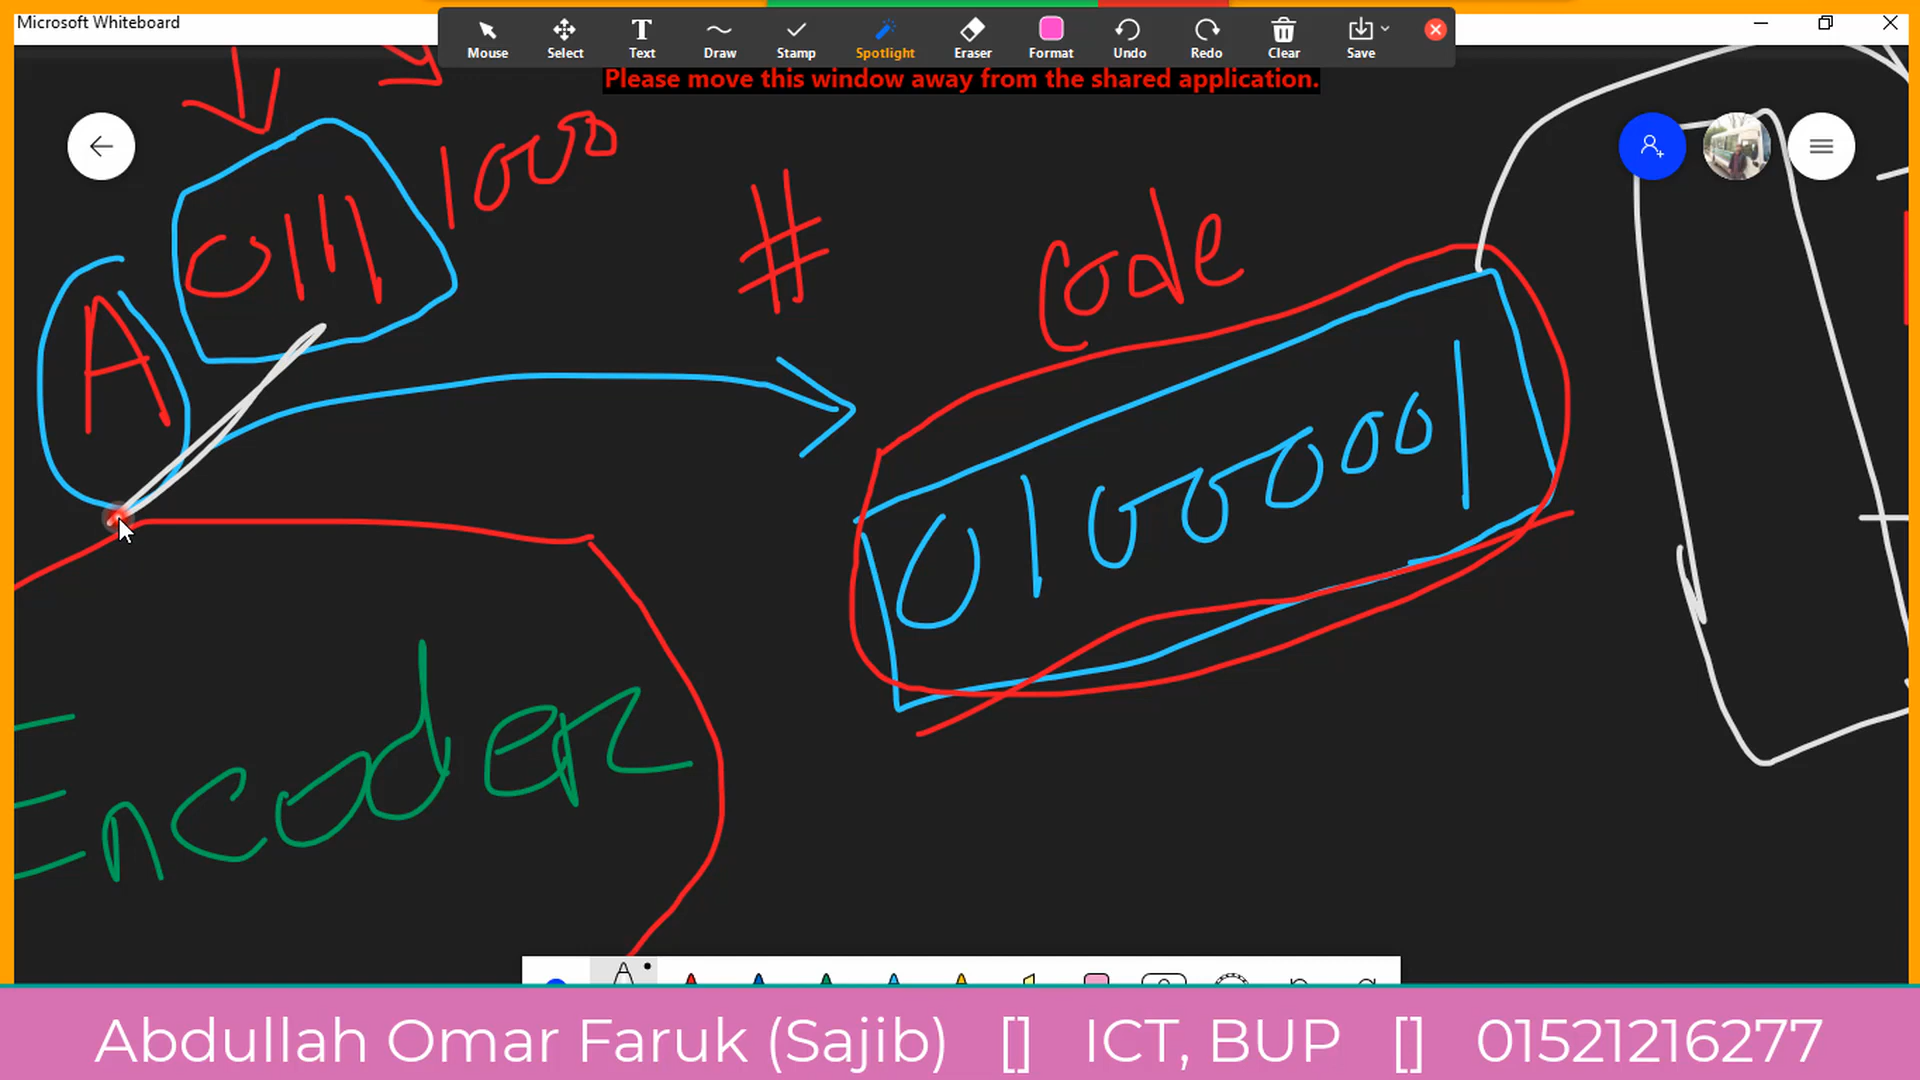 Microsoft Whiteboard
Mouse Select Text Draw Stamp Spotlight Eraser Format Undo Redo Clear Save
Please move this window away from the shared application.
1000
0111
#
Code
A
01000001
Encoder
Abdullah Omar Faruk (Sajib) [] ICT, BUP [] 01521216277